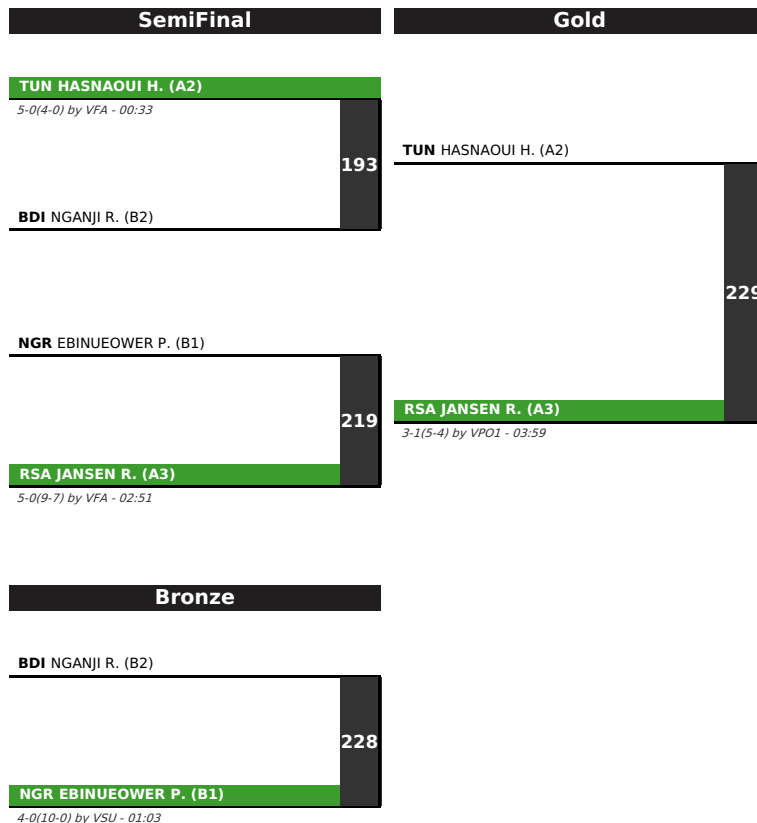 SemiFinal
TUN HASNAOUI H. (A2)
5-0(4-0) by VFA - 00:33
193
BDI NGANJI R. (B2)
NGR EBINUEOWER P. (B1)
219
RSA JANSEN R. (A3)
5-0(9-7) by VFA - 02:51
Gold
TUN HASNAOUI H. (A2)
229
RSA JANSEN R. (A3)
3-1(5-4) by VPO1 - 03:59
Bronze
BDI NGANJI R. (B2)
228
NGR EBINUEOWER P. (B1)
4-0(10-0) by VSU - 01:03